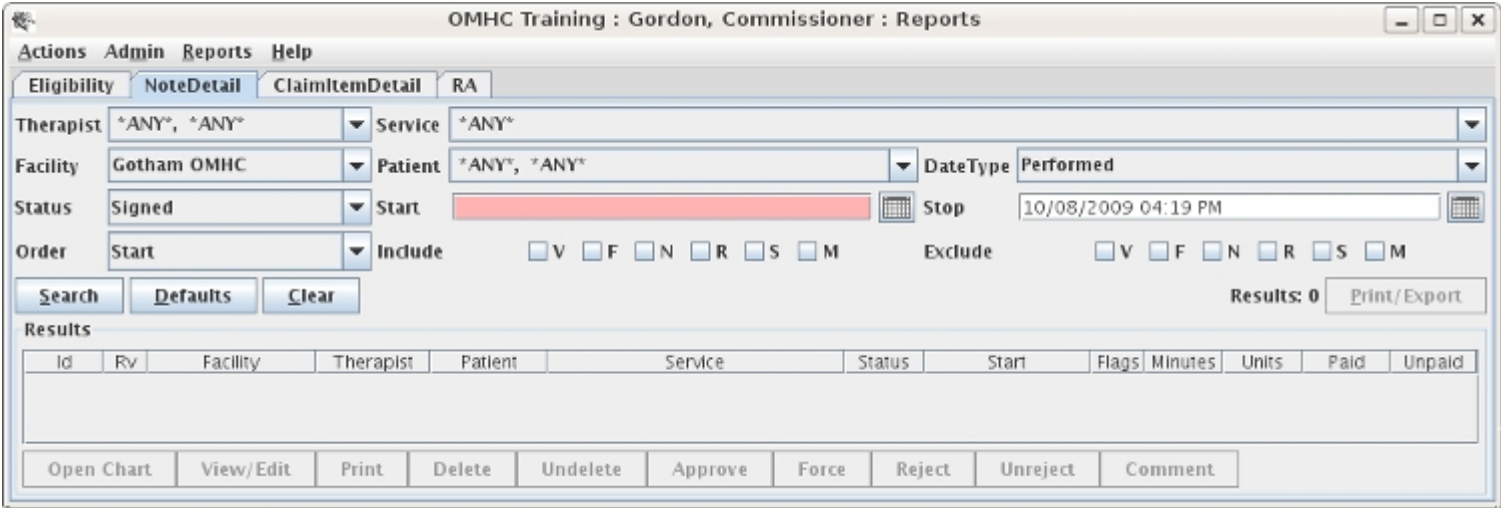 OMHC Training : Gordon, Commissioner : Reports
Actions Admin Reports Help
Eligibility NoteDetail ClaimItemDetail RA
Therapist *ANY*, *ANY* Service *ANY*
Facility Gotham OMHC Patient *ANY*, *ANY* DateType Performed
Status Signed Start Stop 10/08/2009 04:19 PM
Order Start Include V F N R S M Exclude V F N R S M
Search Defaults Clear Results: 0 Print/Export
Results
Id Rv Facility Therapist Patient Service Status Start Flags Minutes Units Paid Unpaid
Open Chart View/Edit Print Delete Undelete Approve Force Reject Unreject Comment